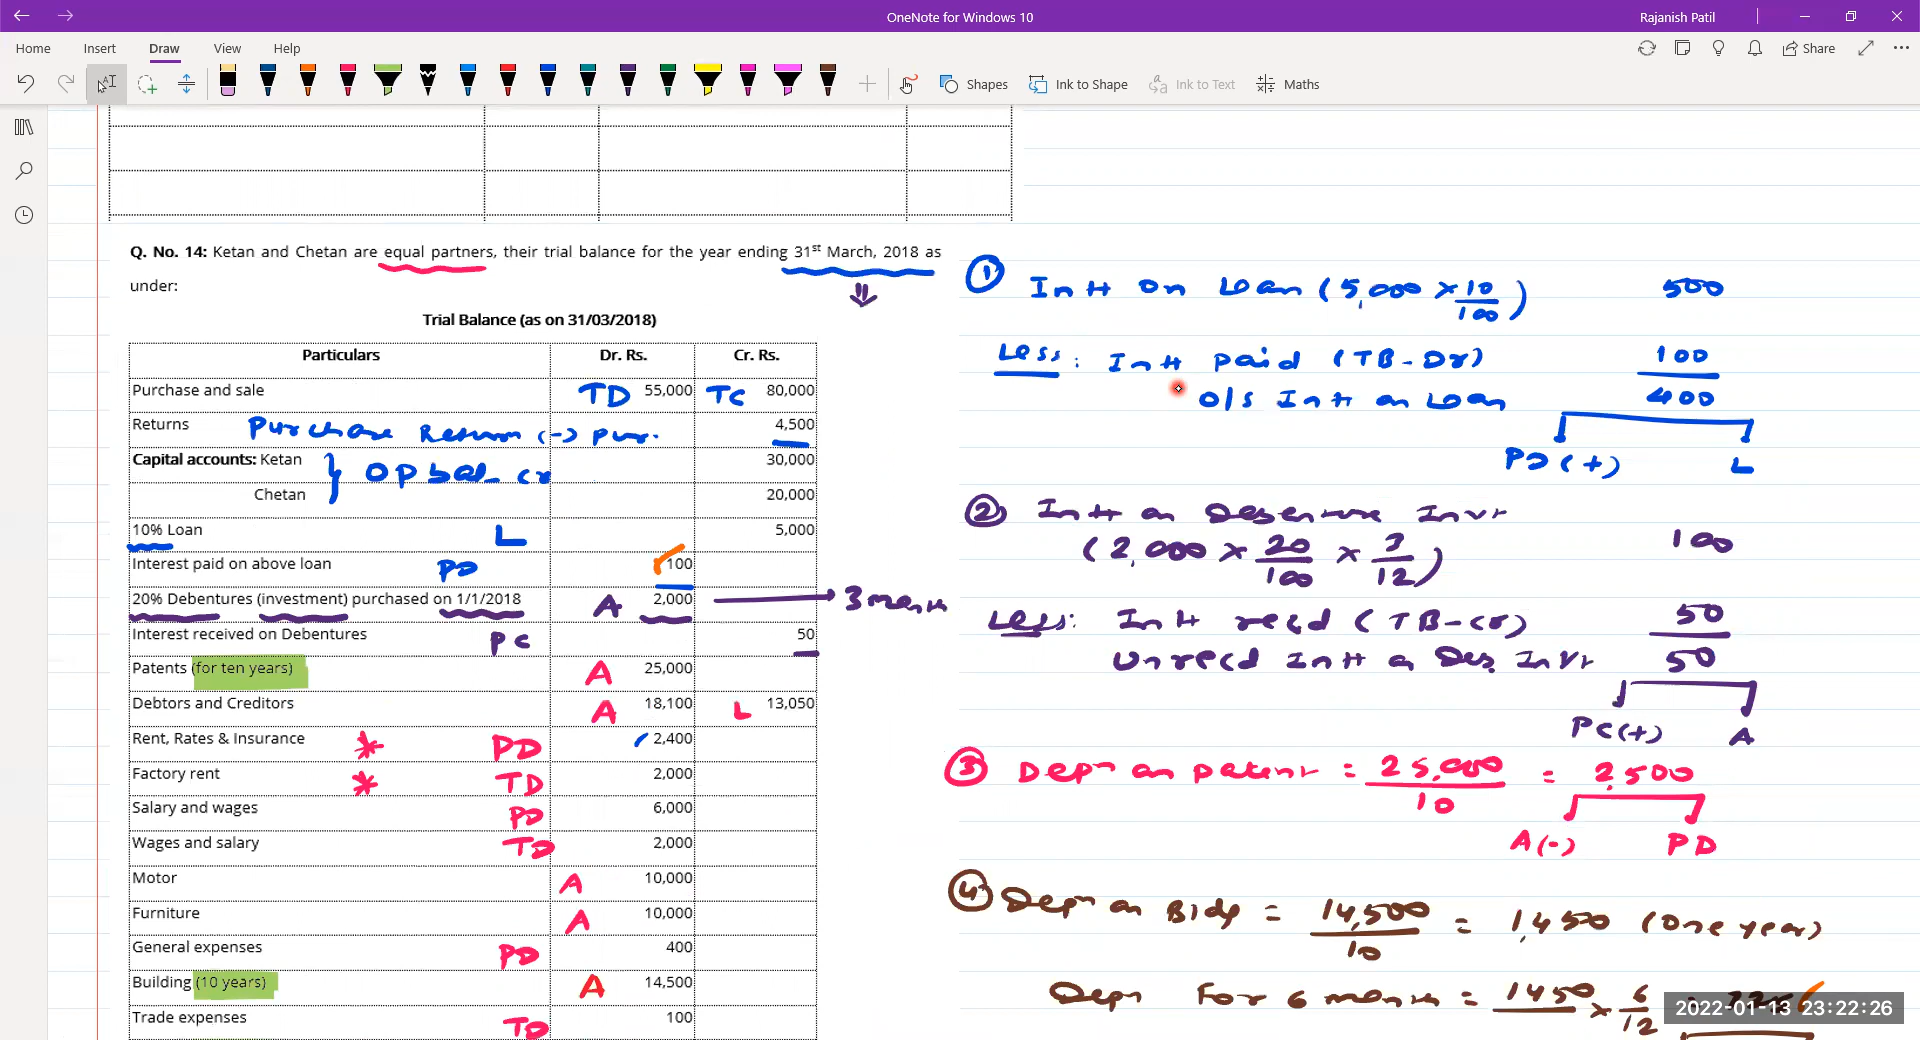 OneNote for Windows 10
Rajanish Patil
Home Insert Draw View Help
Share
Shapes Ink to Shape Ink to Text Maths
Q. No. 14: Ketan and Chetan are equal partners, their trial balance for the year ending 31st March, 2018 as
under:
Trial Balance (as on 31/03/2018)
Particulars Dr. Rs. Cr. Rs.
Purchase and sale TD 55,000 TC 80,000
Returns Purchase Return (-) pur. 4,500
Capital accounts: Ketan 30,000
OP bal_ cr
Chetan 20,000
10% Loan L 5,000
Interest paid on above loan PD 100
20% Debentures (investment) purchased on 1/1/2018 A 2,000
Interest received on Debentures PC 50
Patents (for ten years) A 25,000
Debtors and Creditors A 18,100 L 13,050
Rent, Rates & Insurance * PD 2,400
Factory rent * TD 2,000
Salary and wages PD 6,000
Wages and salary TD 2,000
Motor A 10,000
Furniture A 10,000
General expenses PD 400
Building (10 years) A 14,500
Trade expenses TD 100
① Int on Loan (5,000 × 10/100) 500
Less: Int paid (TB-Dr) 100
O/S Int on Loan 400
PD(+) L
② Int on Debenture Invt
(2,000 × 20/100 × 3/12) 100
Less: Int recd (TB-cr) 50
Unrecd Int on Deb. Invt 50
PC(+) A
③ Depn on patent = 25,000/10 = 2,500
A(-) PD
④ Depn on Bldg = 14,500/10 = 1,450 (One year)
Depn For 6 months = 1450 × 6/12
2022-01-13 23:22:26